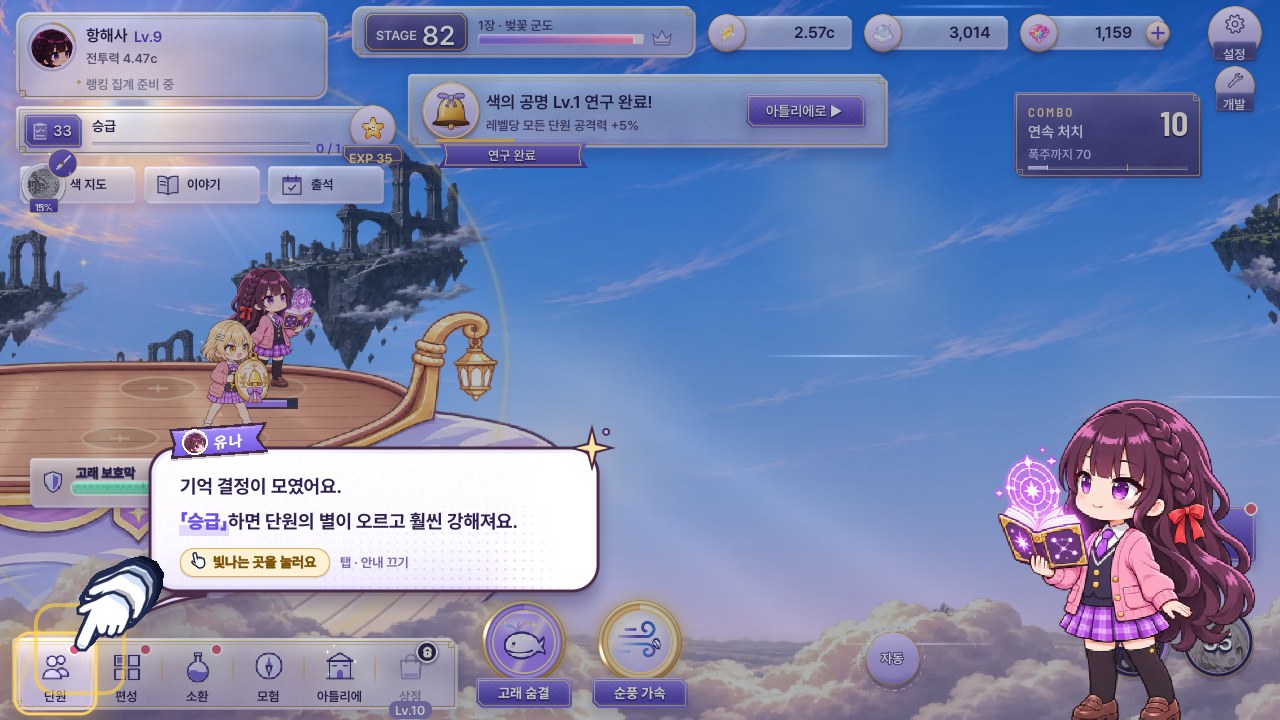 항해사 Lv.9
전투력 4.47c
랭킹 집계 준비 중
STAGE 82
1장 · 벚꽃 군도
2.57c
3,014
1,159
설정
개발
색의 공명 Lv.1 연구 완료!
레벨당 모든 단원 공격력 +5%
아틀리에로 ▶
연구 완료
COMBO
연속 처치
10
폭주까지 70
33
승급
0 / 1
EXP 35
색 지도
15%
이야기
출석
고래 보호막
유나
기억 결정이 모였어요.
「승급」하면 단원의 별이 오르고 훨씬 강해져요.
빛나는 곳을 눌러요
탭 · 안내 끄기
단원
편성
소환
모험
아틀리에
상점
Lv.10
고래 숨결
순풍 가속
자동